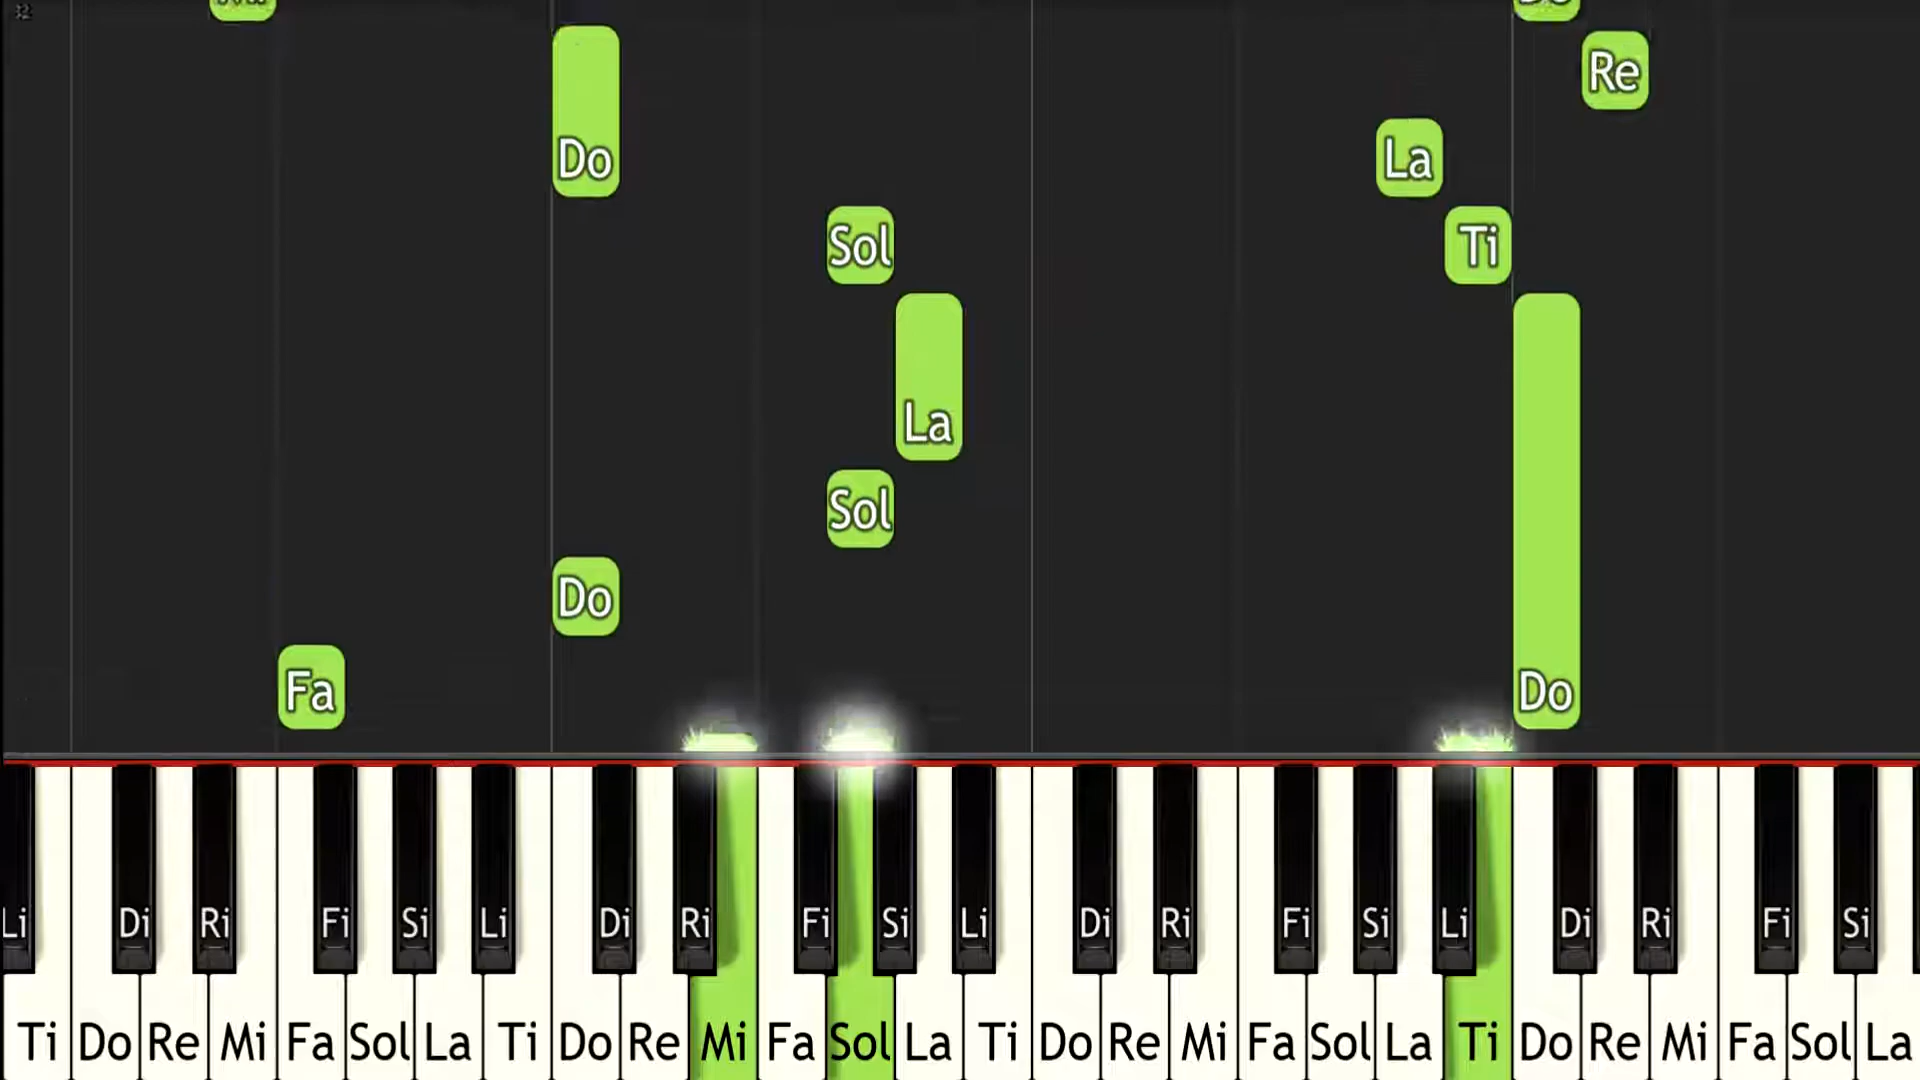 Do
Re
Do
La
Sol
Ti
La
Sol
Do
Fa
Do
Li Di Ri Fi Si Li Di Ri Fi Si Li Di Ri Fi Si Li Di Ri Fi Si
Ti Do Re Mi Fa Sol La Ti Do Re Mi Fa Sol La Ti Do Re Mi Fa Sol La Ti Do Re Mi Fa Sol La